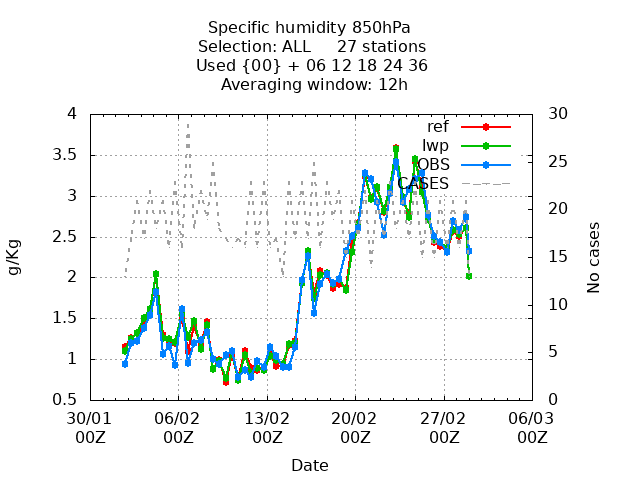 Specific humidity 850hPa
Selection: ALL 27 stations
Used {00} + 06 12 18 24 36
Averaging window: 12h
4 30
ref
3.5 25
lwp
OBS
3 20
CASES
2.5
15
2
10
1.5
1 5
0.5 0
g/Kg
No cases
30/01 06/02 13/02 20/02 27/02 06/03
00Z 00Z 00Z 00Z 00Z 00Z
Date